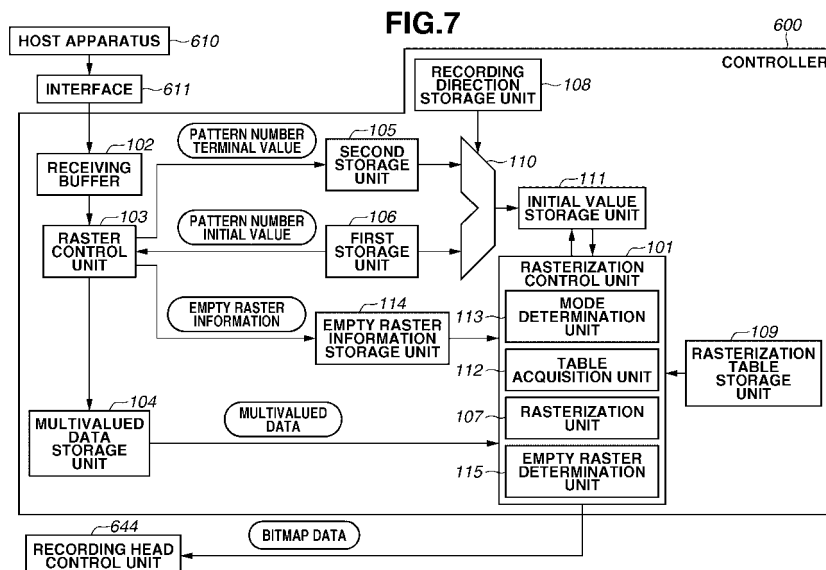 FIG.7
HOST APPARATUS
610
600
CONTROLLER
INTERFACE
611
RECORDING
DIRECTION
STORAGE UNIT
108
102
RECEIVING
BUFFER
PATTERN NUMBER
TERMINAL VALUE
105
SECOND
STORAGE
UNIT
110
111
INITIAL VALUE
STORAGE UNIT
103
RASTER
CONTROL
UNIT
PATTERN NUMBER
INITIAL VALUE
106
FIRST
STORAGE
UNIT
101
RASTERIZATION
CONTROL UNIT
EMPTY RASTER
INFORMATION
114
EMPTY RASTER
INFORMATION
STORAGE UNIT
113
MODE
DETERMINATION
UNIT
109
RASTERIZATION
TABLE
STORAGE
UNIT
112
TABLE
ACQUISITION UNIT
104
MULTIVALUED
DATA
STORAGE
UNIT
MULTIVALUED
DATA
107
RASTERIZATION
UNIT
115
EMPTY RASTER
DETERMINATION
UNIT
644
RECORDING HEAD
CONTROL UNIT
BITMAP DATA